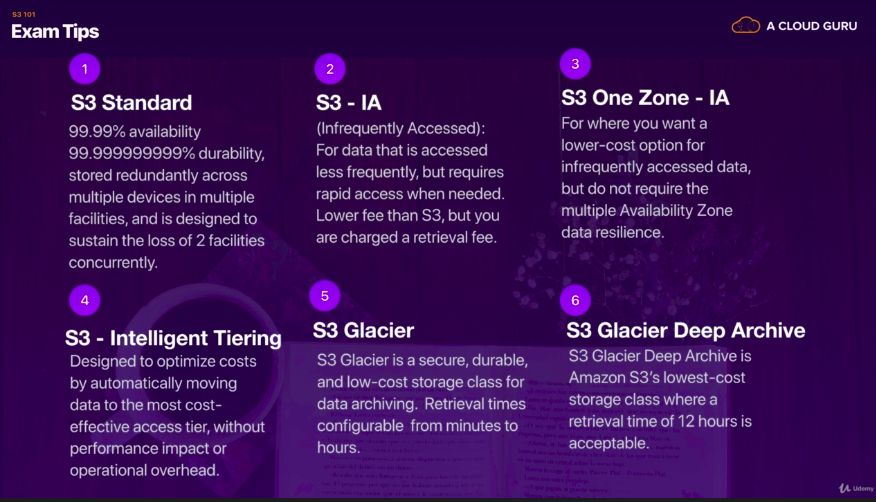 S3 101
Exam Tips
A CLOUD GURU
1
S3 Standard
99.99% availability
99.999999999% durability,
stored redundantly across
multiple devices in multiple
facilities, and is designed to
sustain the loss of 2 facilities
concurrently.
2
S3 - IA
(Infrequently Accessed):
For data that is accessed
less frequently, but requires
rapid access when needed.
Lower fee than S3, but you
are charged a retrieval fee.
3
S3 One Zone - IA
For where you want a
lower-cost option for
infrequently accessed data,
but do not require the
multiple Availability Zone
data resilience.
4
S3 - Intelligent Tiering
Designed to optimize costs
by automatically moving
data to the most cost-
effective access tier, without
performance impact or
operational overhead.
5
S3 Glacier
S3 Glacier is a secure, durable,
and low-cost storage class for
data archiving. Retrieval times
configurable from minutes to
hours.
6
S3 Glacier Deep Archive
S3 Glacier Deep Archive is
Amazon S3's lowest-cost
storage class where a
retrieval time of 12 hours is
acceptable.
Udemy